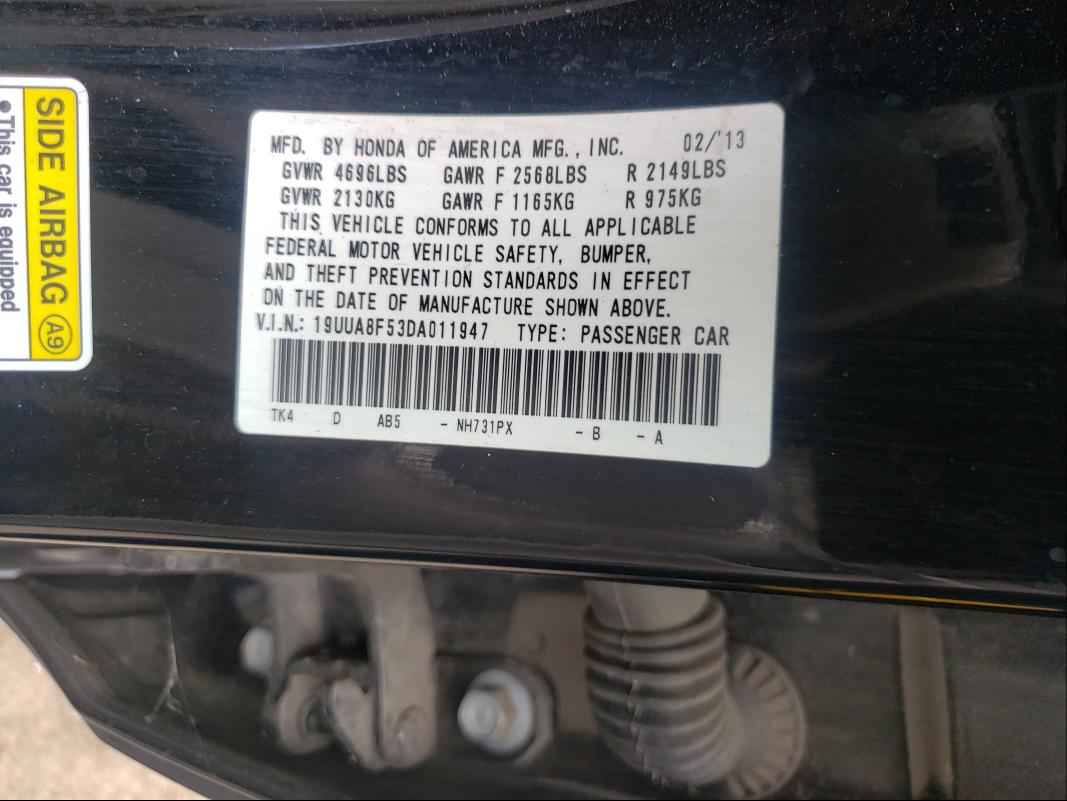 SIDE AIRBAG A9
•This car is equipped
MFD. BY HONDA OF AMERICA MFG., INC. 02/'13
GVWR 4696LBS GAWR F 2568LBS R 2149LBS
GVWR 2130KG GAWR F 1165KG R 975KG
THIS VEHICLE CONFORMS TO ALL APPLICABLE
FEDERAL MOTOR VEHICLE SAFETY, BUMPER,
AND THEFT PREVENTION STANDARDS IN EFFECT
ON THE DATE OF MANUFACTURE SHOWN ABOVE.
V.I.N.: 19UUA8F53DA011947 TYPE: PASSENGER CAR
TK4 D AB5 - NH731PX - B - A